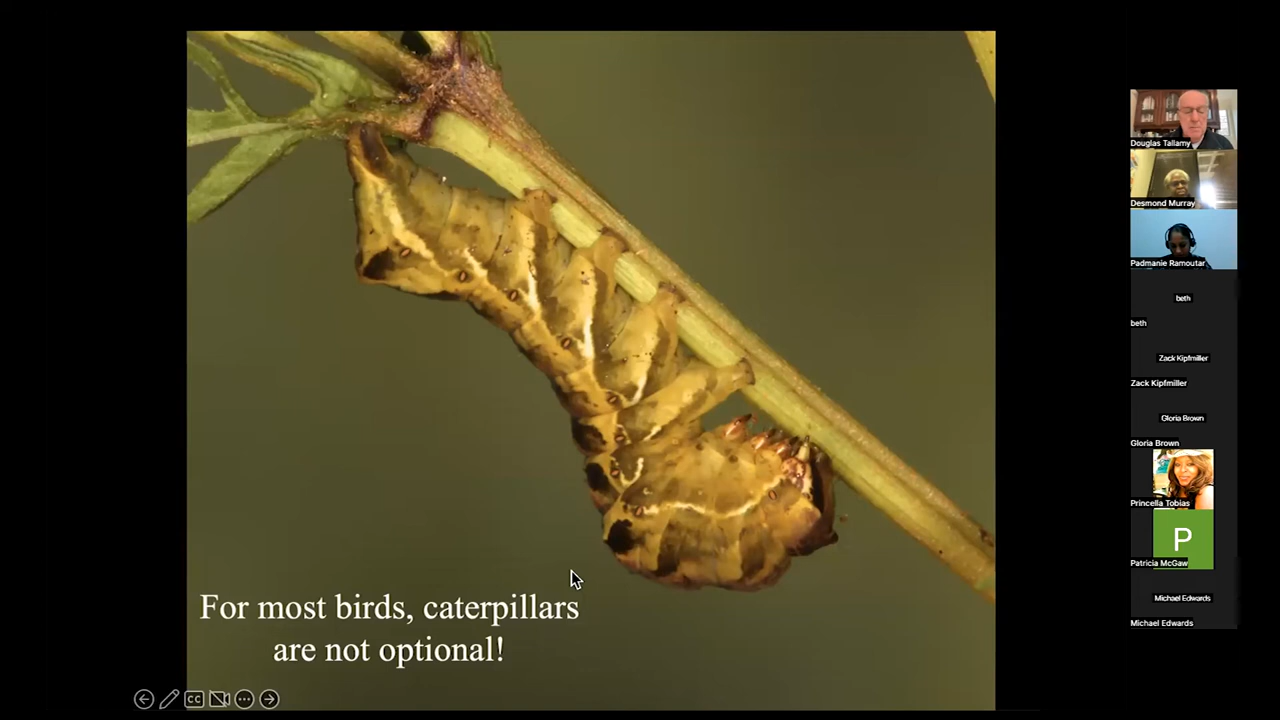 For most birds, caterpillars
are not optional!
CC
Douglas Tallamy
Desmond Murray
Padmanie Ramoutar
beth
beth
Zack Kipfmiller
Zack Kipfmiller
Gloria Brown
Gloria Brown
Princella Tobias
P
Patricia McGaw
Michael Edwards
Michael Edwards